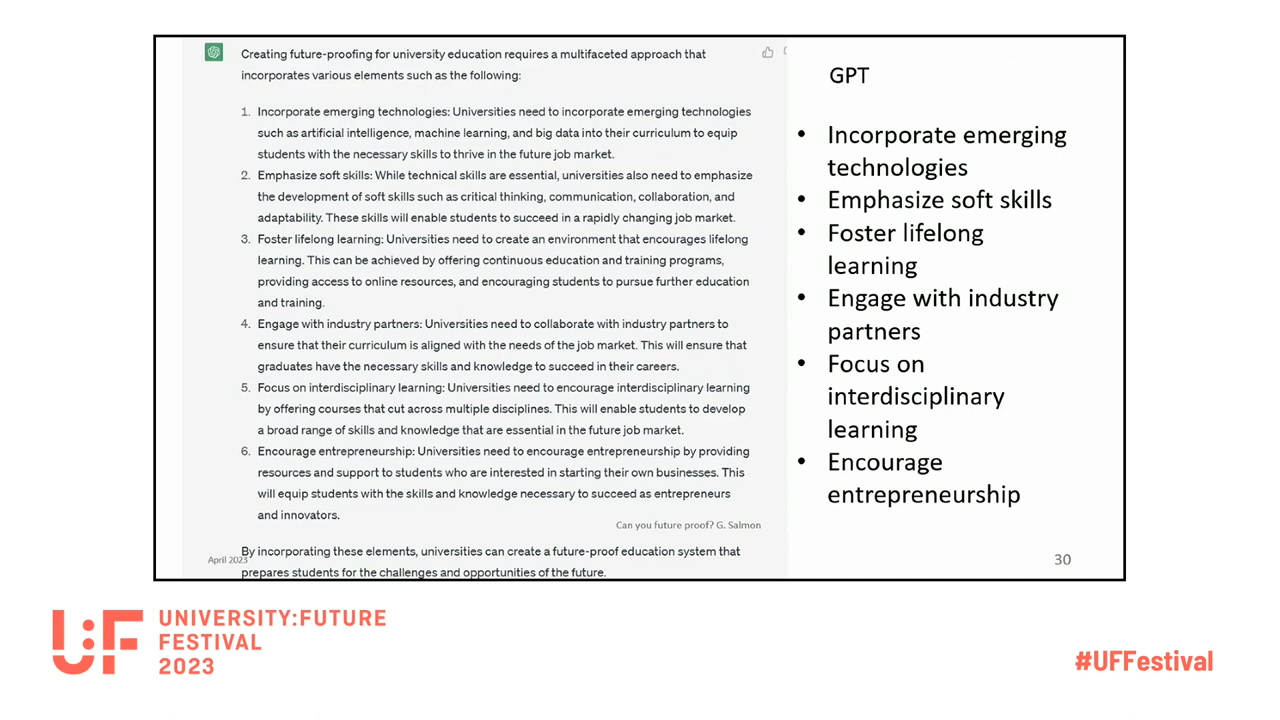 Creating future-proofing for university education requires a multifaceted approach that
incorporates various elements such as the following:
1. Incorporate emerging technologies: Universities need to incorporate emerging technologies
such as artificial intelligence, machine learning, and big data into their curriculum to equip
students with the necessary skills to thrive in the future job market.
2. Emphasize soft skills: While technical skills are essential, universities also need to emphasize
the development of soft skills such as critical thinking, communication, collaboration, and
adaptability. These skills will enable students to succeed in a rapidly changing job market.
3. Foster lifelong learning: Universities need to create an environment that encourages lifelong
learning. This can be achieved by offering continuous education and training programs,
providing access to online resources, and encouraging students to pursue further education
and training.
4. Engage with industry partners: Universities need to collaborate with industry partners to
ensure that their curriculum is aligned with the needs of the job market. This will ensure that
graduates have the necessary skills and knowledge to succeed in their careers.
5. Focus on interdisciplinary learning: Universities need to encourage interdisciplinary learning
by offering courses that cut across multiple disciplines. This will enable students to develop
a broad range of skills and knowledge that are essential in the future job market.
6. Encourage entrepreneurship: Universities need to encourage entrepreneurship by providing
resources and support to students who are interested in starting their own businesses. This
will equip students with the skills and knowledge necessary to succeed as entrepreneurs
and innovators.
Can you future proof? G. Salmon
By incorporating these elements, universities can create a future-proof education system that
April 2023
prepares students for the challenges and opportunities of the future.
GPT
• Incorporate emerging
technologies
• Emphasize soft skills
• Foster lifelong
learning
• Engage with industry
partners
• Focus on
interdisciplinary
learning
• Encourage
entrepreneurship
30
U:F
UNIVERSITY:FUTURE
FESTIVAL
2023
#UFFestival